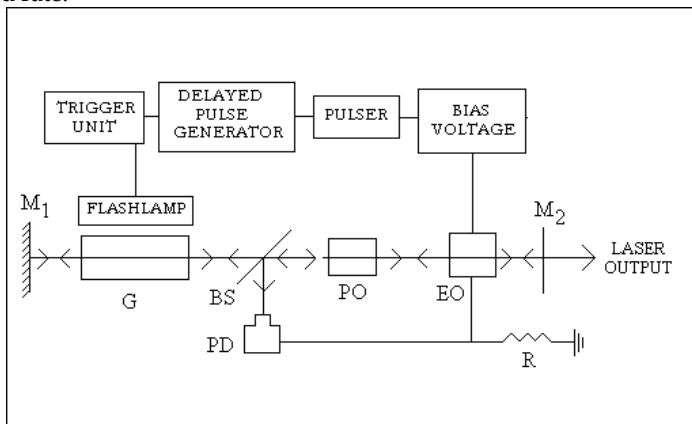 TRIGGER
UNIT
DELAYED
PULSE
GENERATOR
PULSER
BIAS
VOLTAGE
FLASHLAMP
M1
M2
G
BS
PO
EO
LASER
OUTPUT
PD
R